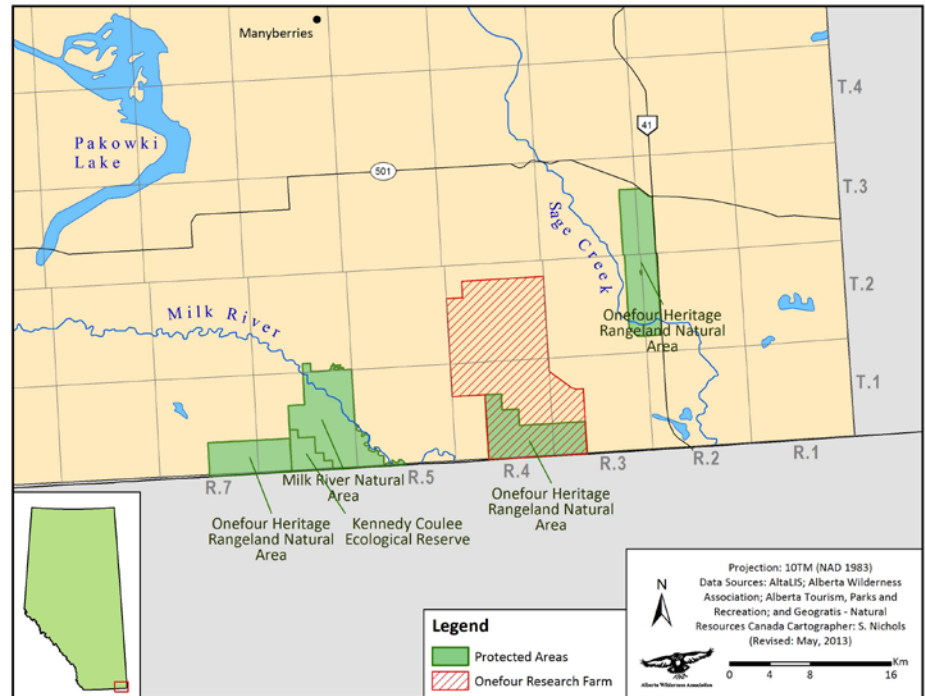 Manyberries
T.4
41
Pakowki
Lake
501
T.3
Sage Creek
T.2
Onefour Heritage
Rangeland Natural
Area
Milk River
T.1
R.1
R.2
R.3
R.4
R.5
R.7
Milk River Natural
Area
Onefour Heritage
Rangeland Natural
Area
Kennedy Coulee
Ecological Reserve
Onefour Heritage
Rangeland Natural
Area
Legend
Protected Areas
Onefour Research Farm
N
Projection: 10TM (NAD 1983)
Data Sources: AltaLIS; Alberta Wilderness
Association; Alberta Tourism, Parks and
Recreation; and Geogratis - Natural
Resources Canada Cartographer: S. Nichols
(Revised: May, 2013)
Alberta Wilderness Association
Km
0 4 8 16